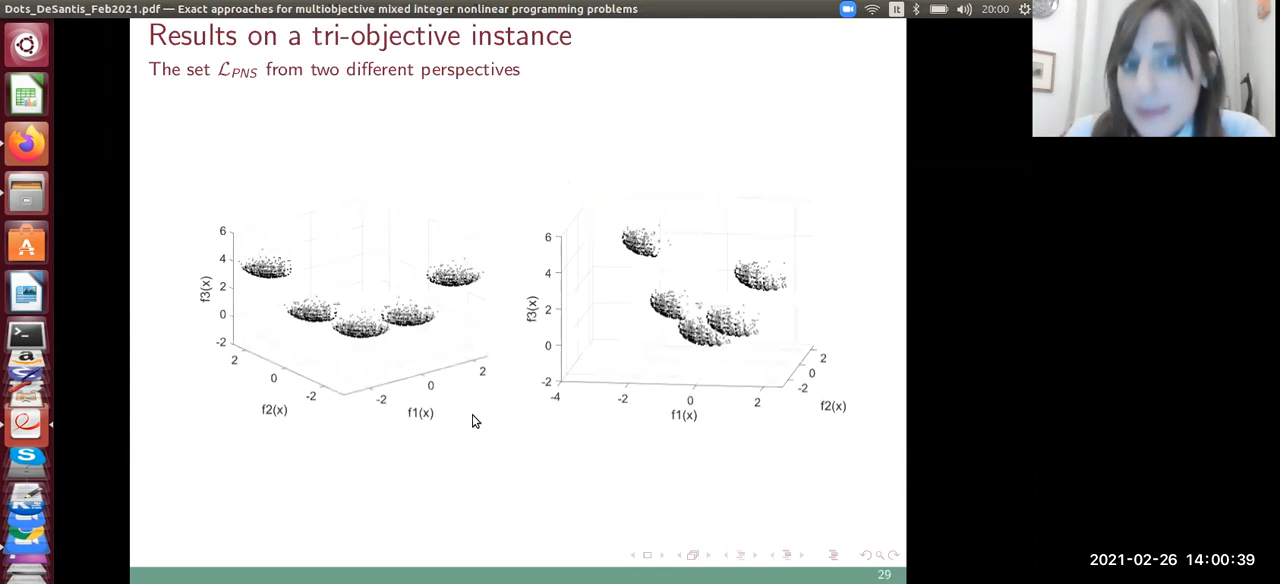 Dots_DeSantis_Feb2021.pdf — Exact approaches for multiobjective mixed integer nonlinear programming problems
It
20:00
Results on a tri-objective instance
The set ℒPNS from two different perspectives
6
4
2
0
-2
f3(x)
2
0
-2
f2(x)
-2
0
2
f1(x)
6
4
2
0
-2
f3(x)
-4
-2
0
2
f1(x)
2
0
-2
f2(x)
29
2021-02-26 14:00:39